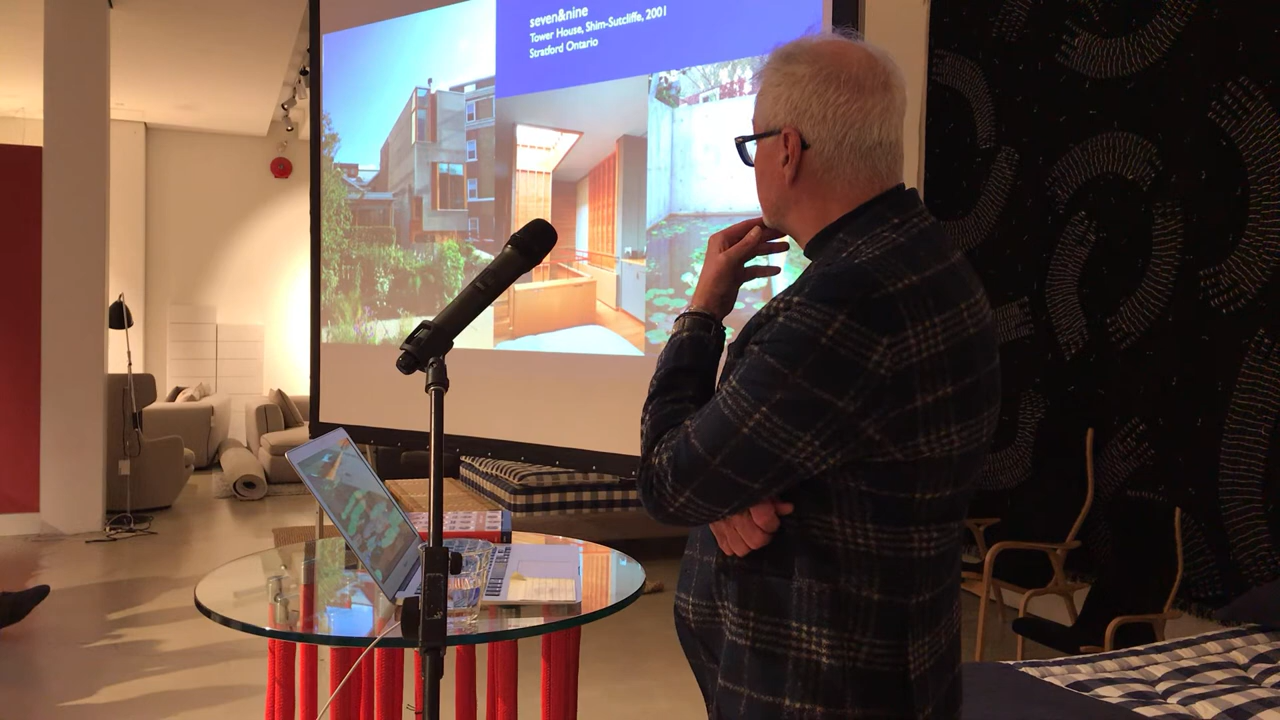 seven&nine
Tower House, Shim-Sutcliffe, 2001
Stratford Ontario